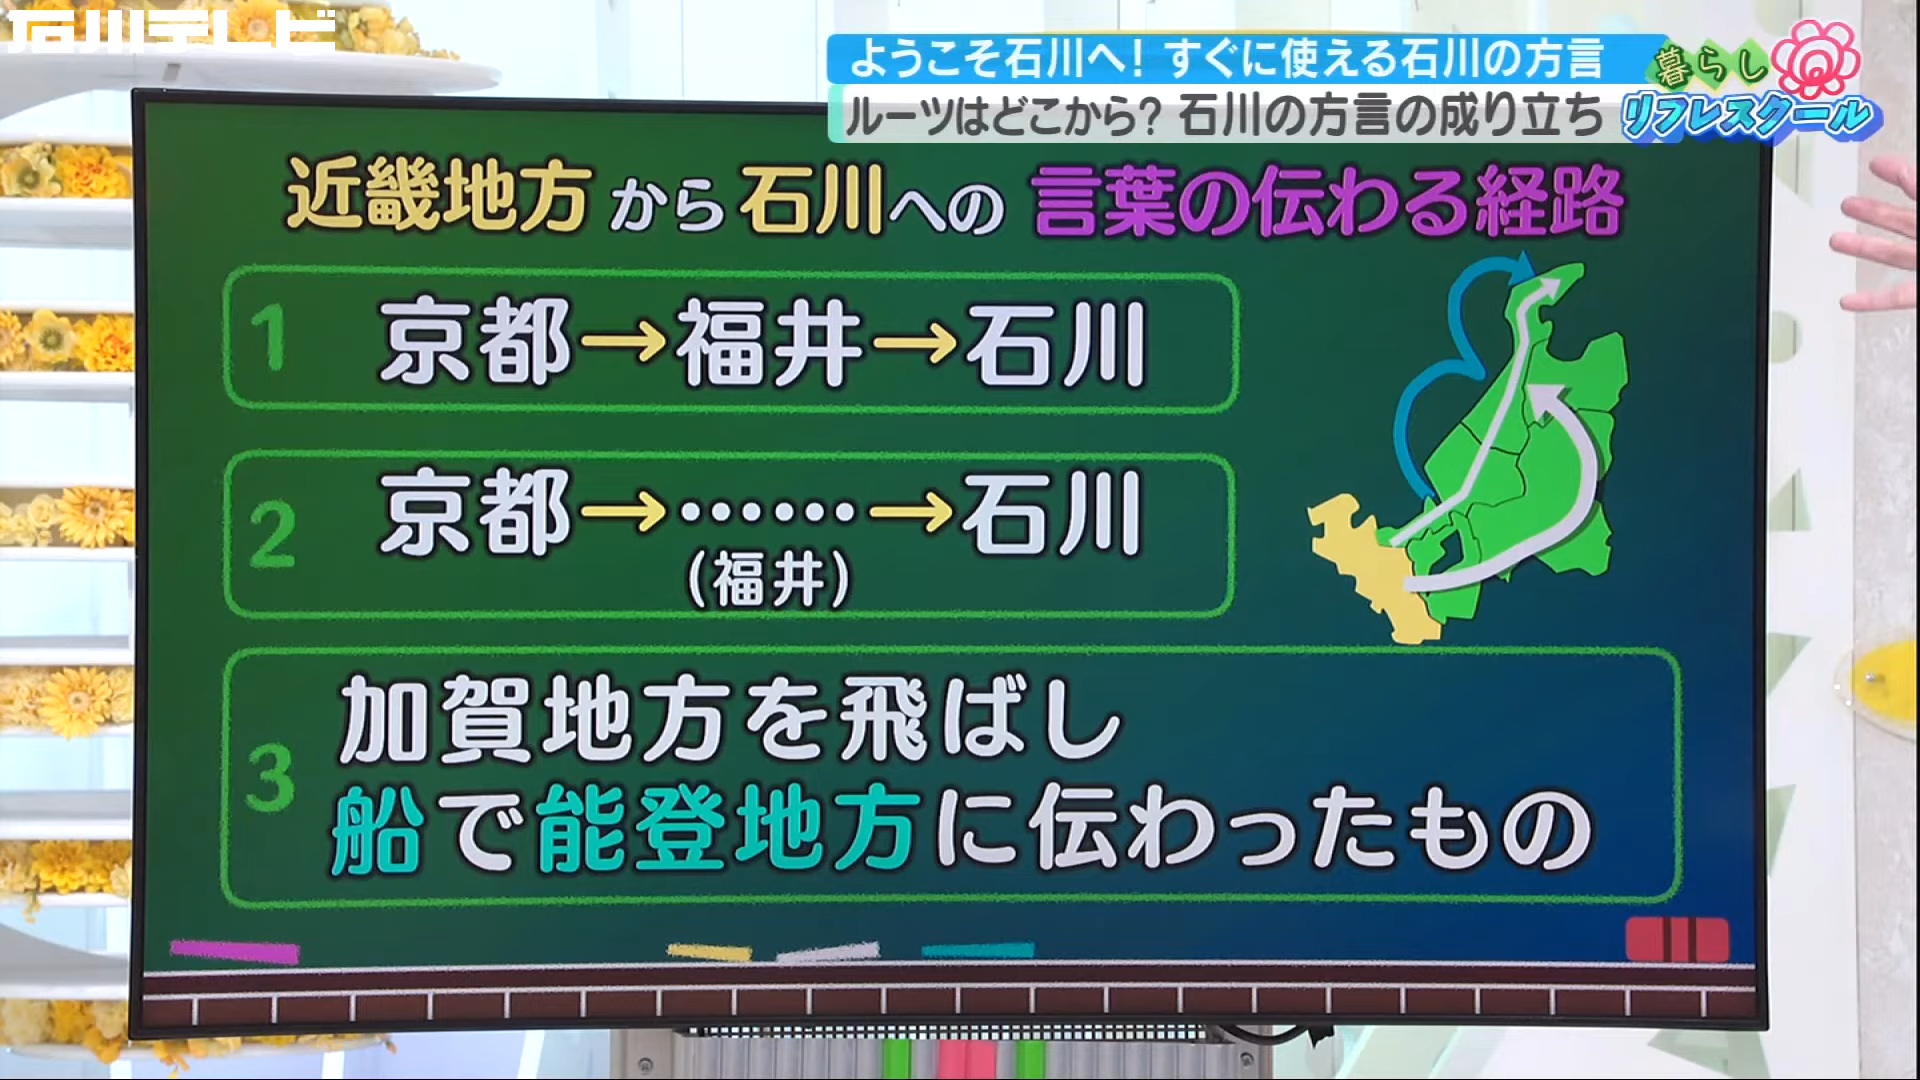 石川テレビ
ようこそ石川へ！すぐに使える石川の方言
ルーツはどこから？石川の方言の成り立ち
暮らし
リフレスクール
近畿地方から石川への言葉の伝わる経路
1 京都→福井→石川
2 京都→……→石川
(福井)
3 加賀地方を飛ばし
船で能登地方に伝わったもの